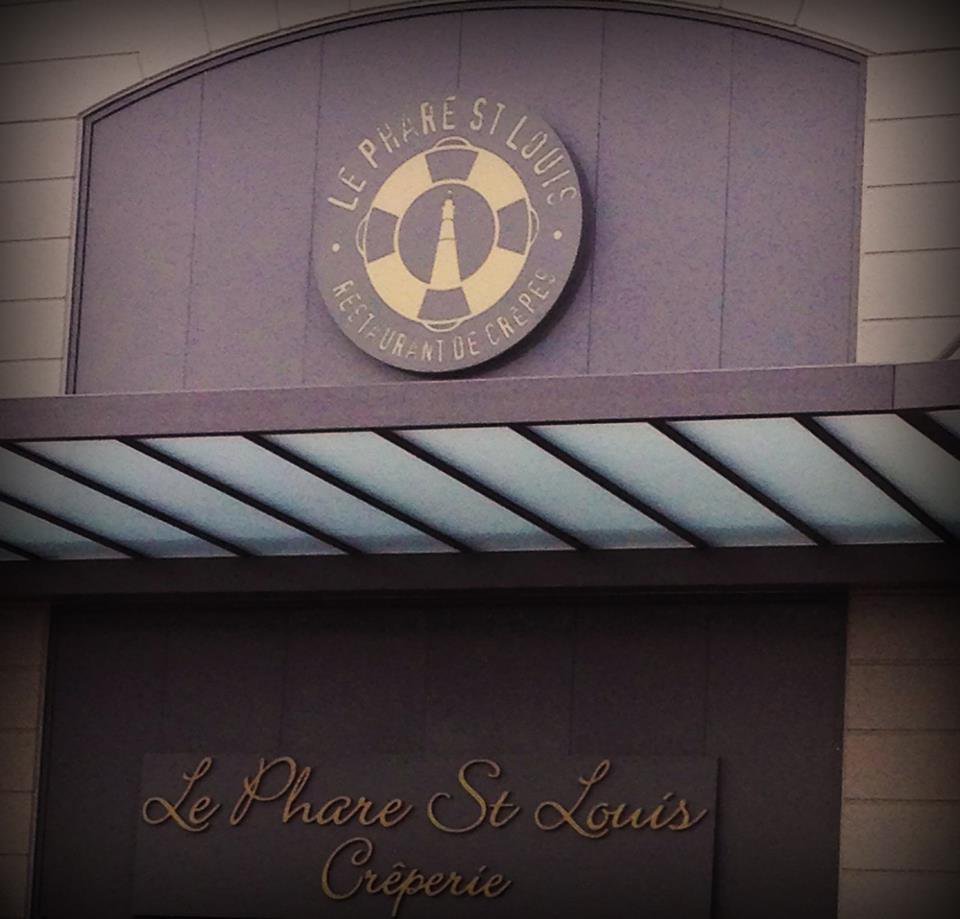 LE PHARE ST LOUIS
• RESTAURANT DE CRÊPES •
Le Phare St Louis
Crêperie